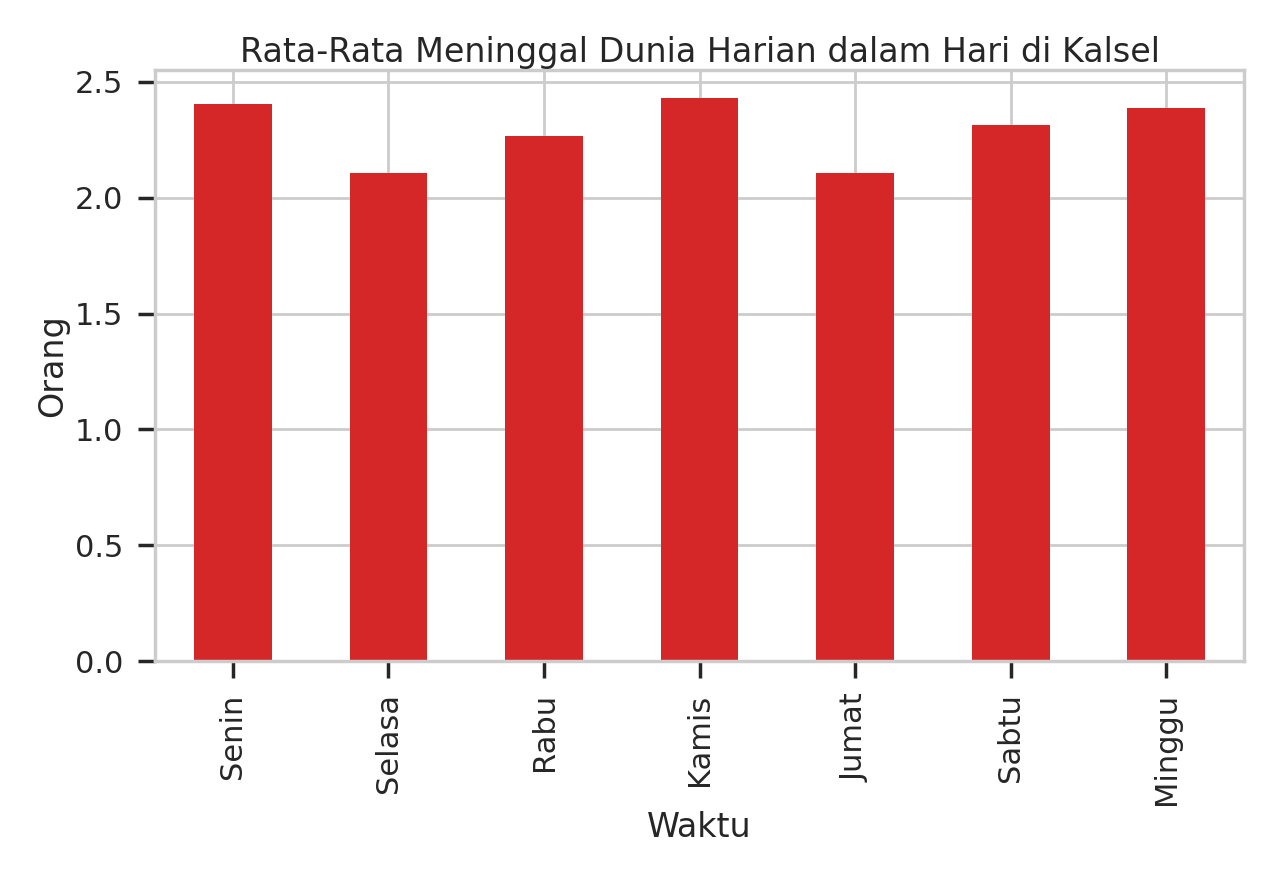 Rata-Rata Meninggal Dunia Harian dalam Hari di Kalsel
2.5
2.0
1.5
1.0
0.5
0.0
Orang
Senin
Selasa
Rabu
Kamis
Jumat
Sabtu
Minggu
Waktu